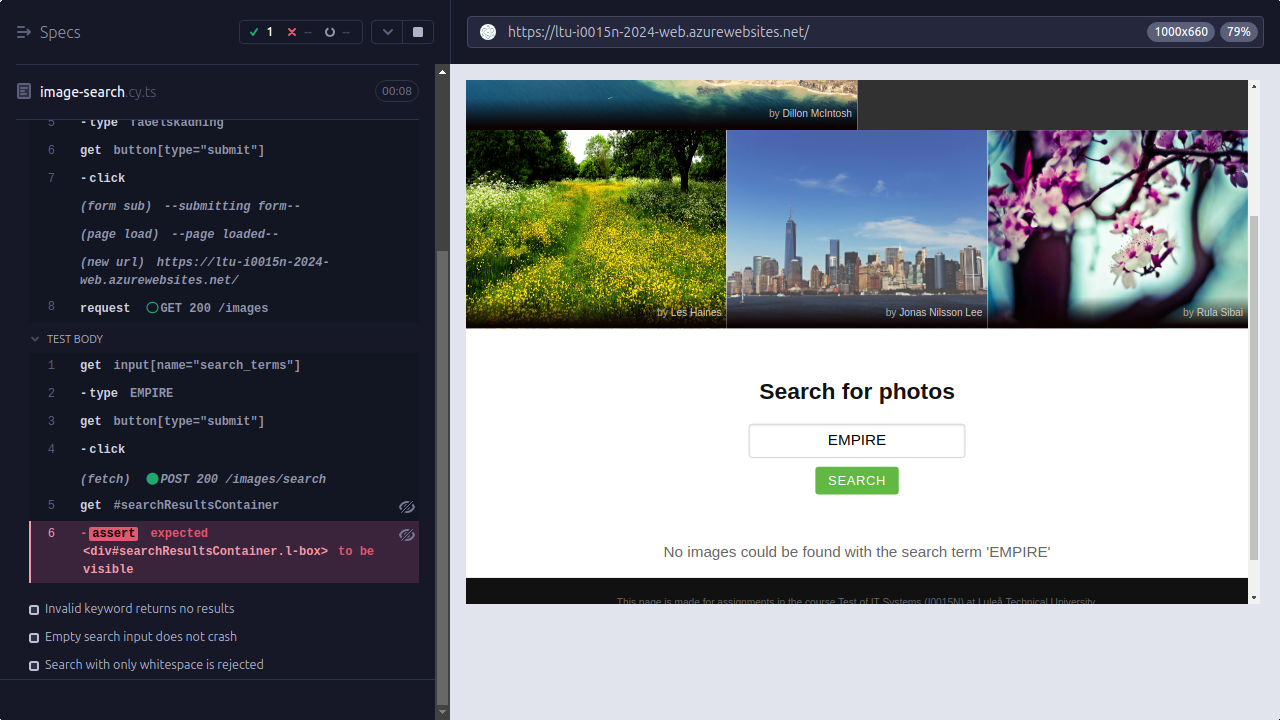 Specs
1
--
--
https://ltu-i0015n-2024-web.azurewebsites.net/
1000x660
79%
image-search.cy.ts
00:08
5 -type råGelskådning
6 get button[type="submit"]
7 -click
(form sub) --submitting form--
(page load) --page loaded--
(new url) https://ltu-i0015n-2024-
web.azurewebsites.net/
8 request GET 200 /images
TEST BODY
1 get input[name="search_terms"]
2 -type EMPIRE
3 get button[type="submit"]
4 -click
(fetch) POST 200 /images/search
5 get #searchResultsContainer
6 -assert expected
<div#searchResultsContainer.l-box> to be
visible
Invalid keyword returns no results
Empty search input does not crash
Search with only whitespace is rejected
by Dillon McIntosh
by Les Haines
by Jonas Nilsson Lee
by Rula Sibai
Search for photos
EMPIRE
SEARCH
No images could be found with the search term 'EMPIRE'
This page is made for assignments in the course Test of IT Systems (I0015N) at Luleå Technical University